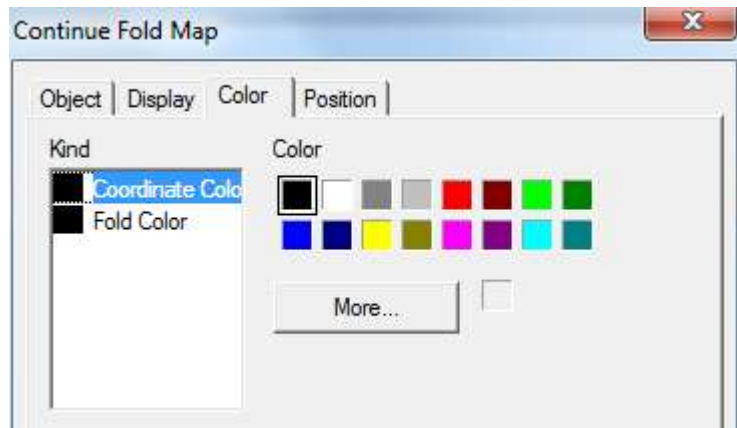 Continue Fold Map
Object Display Color Position
Kind Color
Coordinate Colo
Fold Color
More...